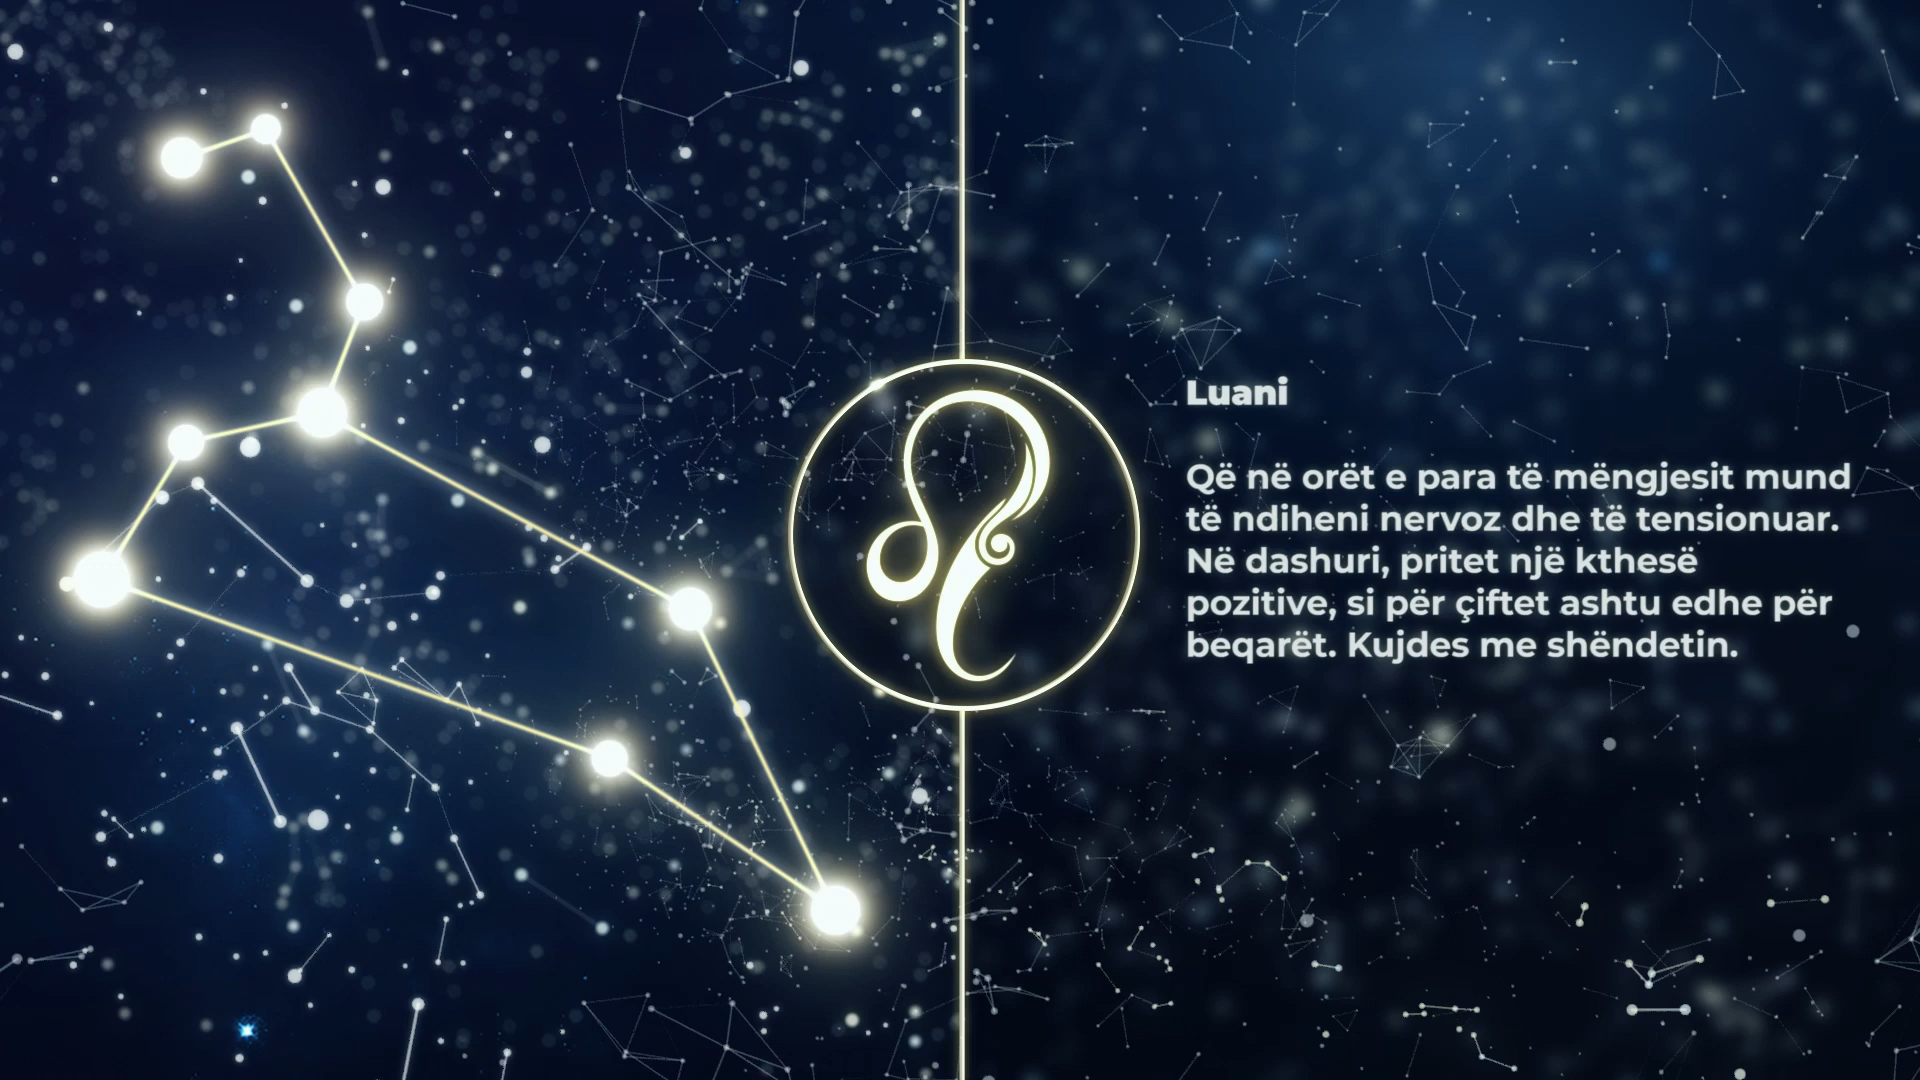 Luani
Që në orët e para të mëngjesit mund
të ndiheni nervoz dhe të tensionuar.
Në dashuri, pritet një kthesë
pozitive, si për çiftet ashtu edhe për
beqarët. Kujdes me shëndetin.